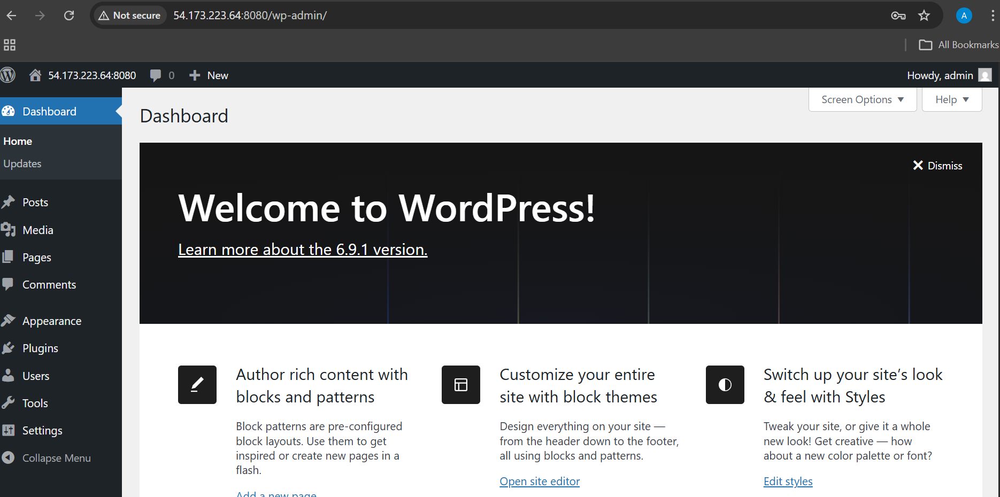 Not secure
54.173.223.64:8080/wp-admin/
A
All Bookmarks
54.173.223.64:8080
0
New
Howdy, admin
Screen Options
Help
Dashboard
Home
Updates
Posts
Media
Pages
Comments
Appearance
Plugins
Users
Tools
Settings
Collapse Menu
Dashboard
Dismiss
Welcome to WordPress!
Learn more about the 6.9.1 version.
Author rich content with
blocks and patterns
Block patterns are pre-configured
block layouts. Use them to get
inspired or create new pages in a
flash.
Add a new page
Customize your entire
site with block themes
Design everything on your site —
from the header down to the footer,
all using blocks and patterns.
Open site editor
Switch up your site’s look
& feel with Styles
Tweak your site, or give it a whole
new look! Get creative — how
about a new color palette or font?
Edit styles